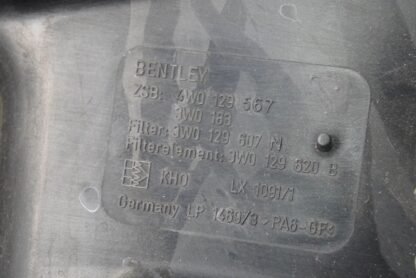 BENTLEY
ZSB: 4W0 129 567
3W0 183
Filter: 3W0 129 607 N
Filterelement: 3W0 129 620 B
KHD LX 1091/1
Germany LP 1469/3 >PA6-GF<